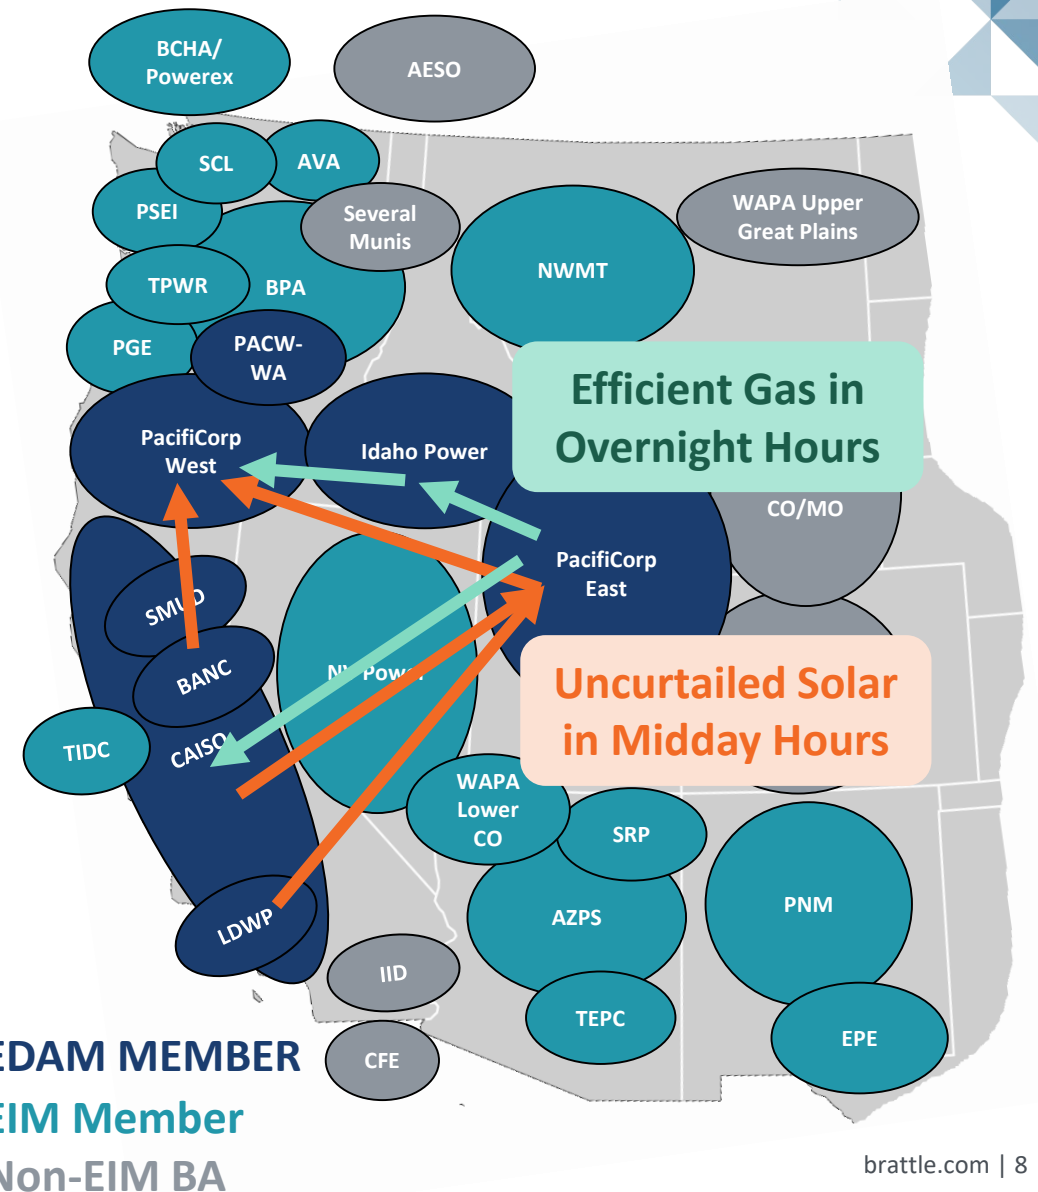 BCHA/
Powerex
AESO
SCL
AVA
PSEI
Several
Munis
WAPA Upper
Great Plains
TPWR
BPA
NWMT
PGE
PACW-
WA
Efficient Gas in
Overnight Hours
PacifiCorp
West
Idaho Power
CO/MO
PacifiCorp
East
SMUD
BANC
NV Power
Uncurtailed Solar
in Midday Hours
TIDC
CAISO
WAPA
Lower
CO
SRP
LDWP
AZPS
PNM
IID
TEPC
EPE
CFE
EDAM MEMBER
EIM Member
Non-EIM BA
brattle.com | 8